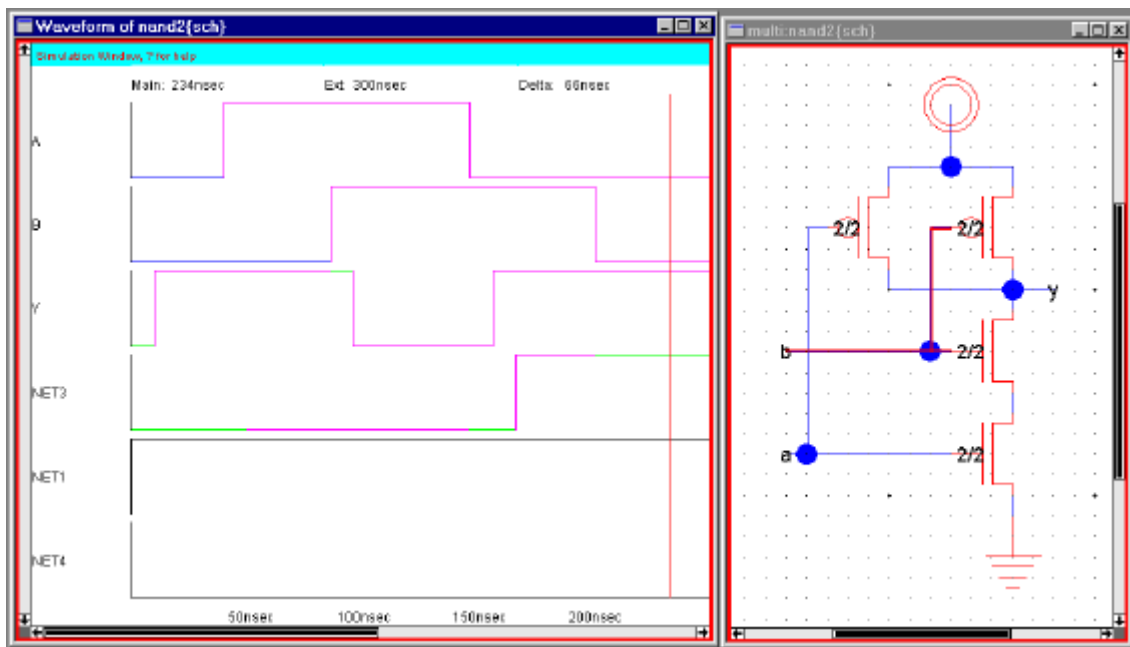 Waveform of nand2{sch}
Simulation Window, ? for help
Main: 234nsec Ext: 300nsec Delta: 66nsec
A
B
Y
NET3
NET1
NET4
50nsec 100nsec 150nsec 200nsec
multi:nand2{sch}
2/2 2/2
y
b 2/2
a 2/2